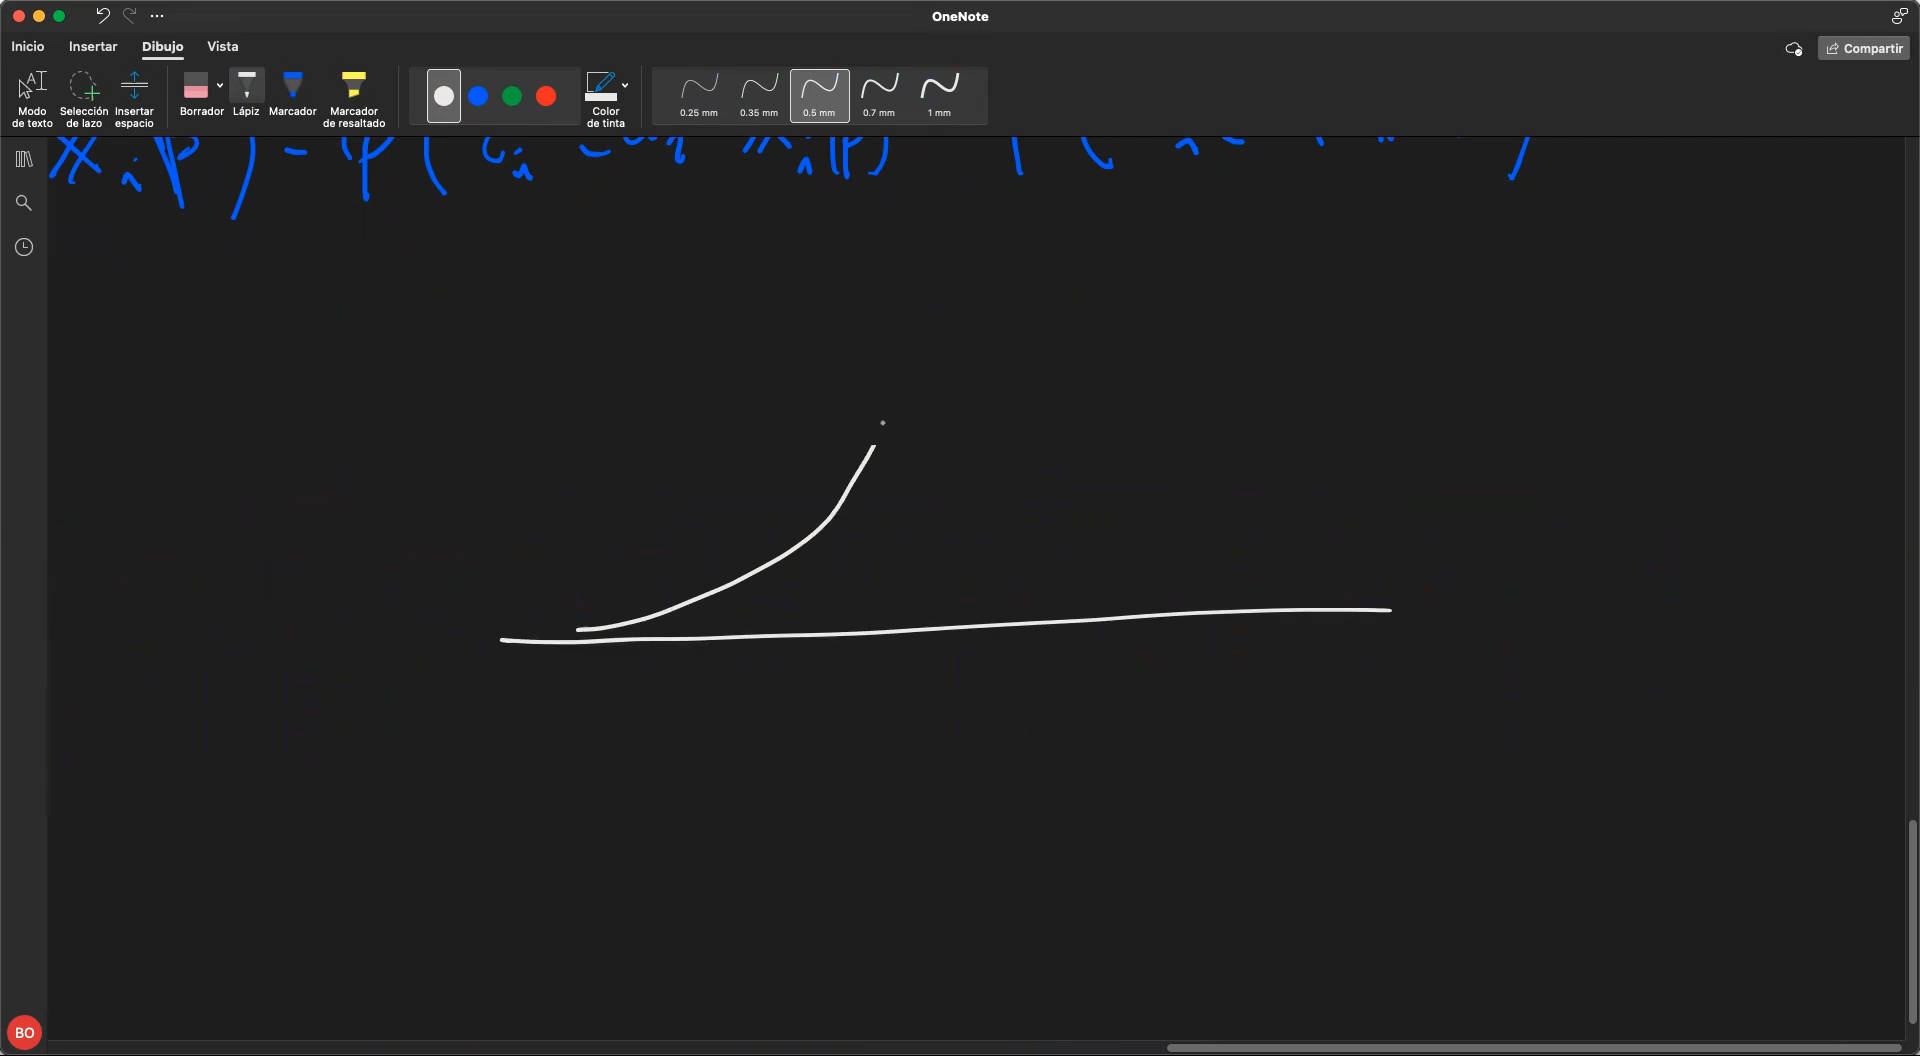 OneNote
Inicio Insertar Dibujo Vista
Compartir
Modo de texto
Selección de lazo
Insertar espacio
Borrador
Lápiz
Marcador
Marcador de resaltado
Color de tinta
0.25 mm
0.35 mm
0.5 mm
0.7 mm
1 mm
BO